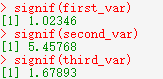 > signif(first_var)
[1] 1.02346
> signif(second_var)
[1] 5.45768
> signif(third_var)
[1] 1.67893